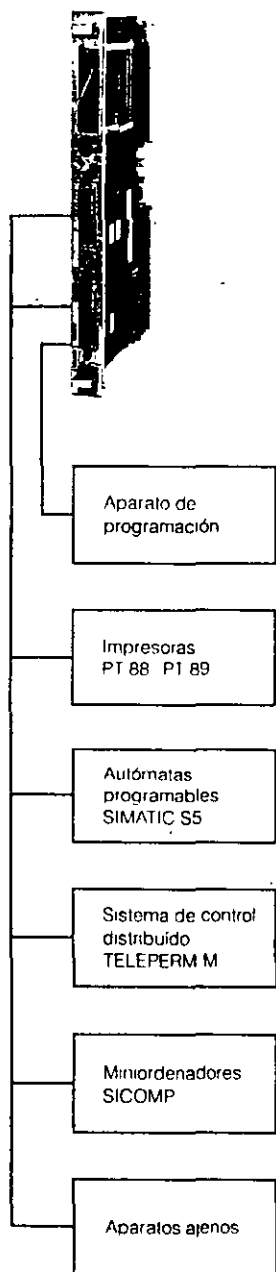 Aparato de
programación
Impresoras
PT 88 PT 89
Autómatas
programables
SIMATIC S5
Sistema de control
distribuído
TELEPERM M
Miniordenadores
SICOMP
Aparatos ajenos